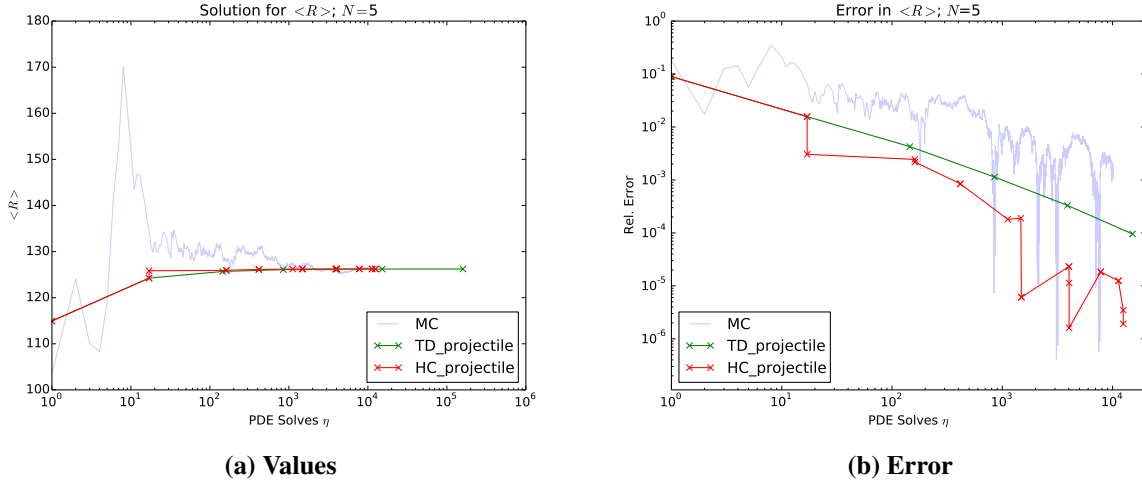 Solution for <R>; N=5
180
170
160
150
140
130
120
110
100
<R>
MC
TD_projectile
HC_projectile
10^0 10^1 10^2 10^3 10^4 10^5 10^6
PDE Solves η
(a) Values
Error in <R>; N=5
10^0
10^-1
10^-2
10^-3
10^-4
10^-5
10^-6
Rel. Error
MC
TD_projectile
HC_projectile
10^0 10^1 10^2 10^3 10^4
PDE Solves η
(b) Error